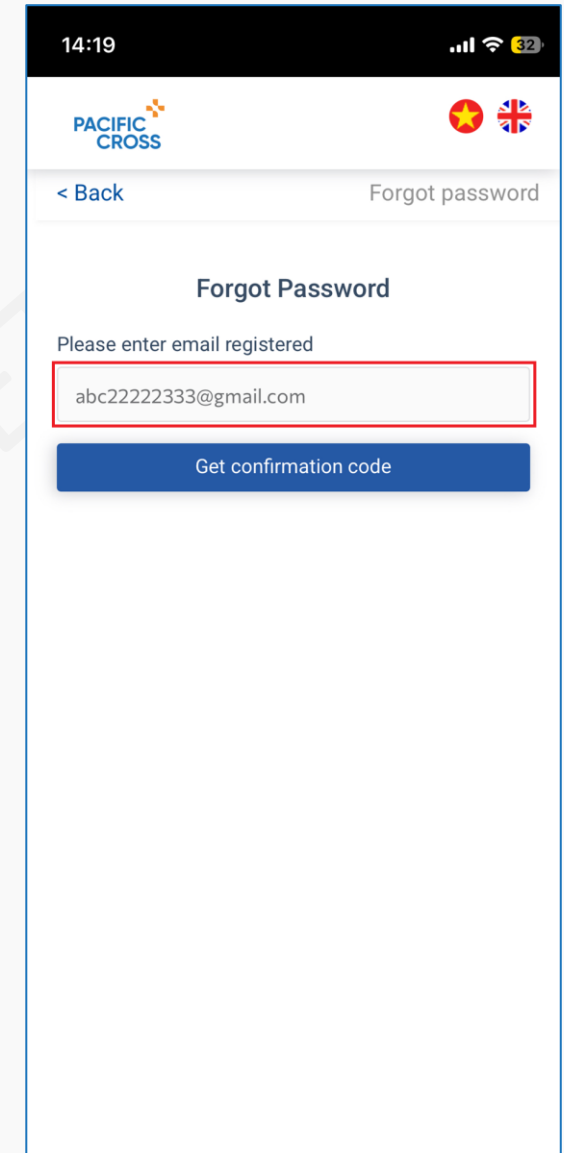 14:19
32
PACIFIC
CROSS
< Back
Forgot password
Forgot Password
Please enter email registered
abc22222333@gmail.com
Get confirmation code